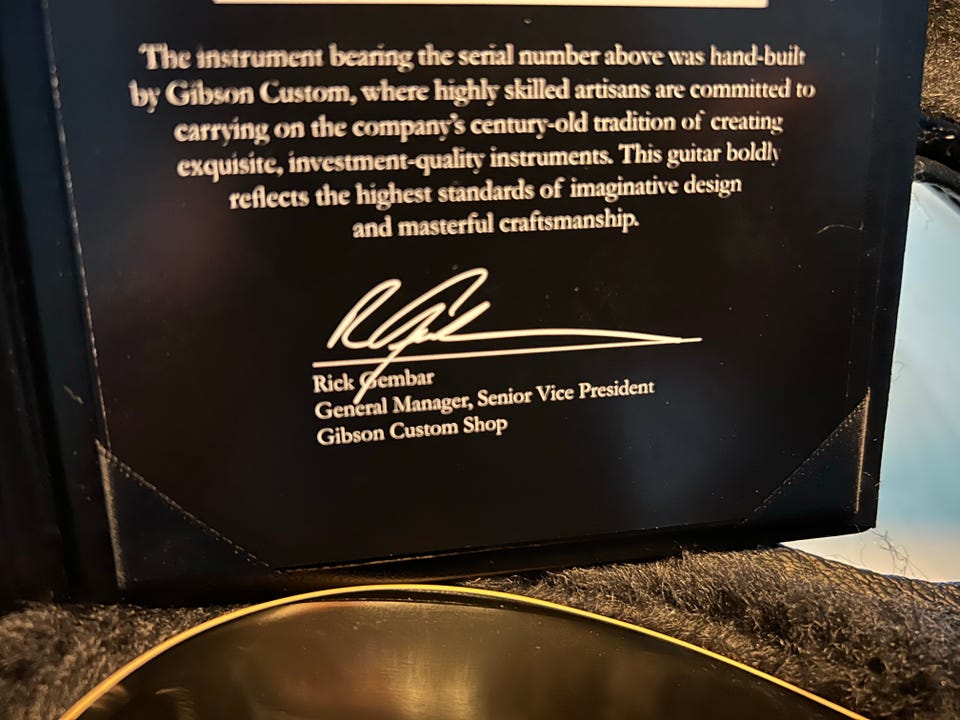 The instrument bearing the serial number above was hand-built
by Gibson Custom, where highly skilled artisans are committed to
carrying on the company's century-old tradition of creating
exquisite, investment-quality instruments. This guitar boldly
reflects the highest standards of imaginative design
and masterful craftsmanship.
Rick Gembar
General Manager, Senior Vice President
Gibson Custom Shop